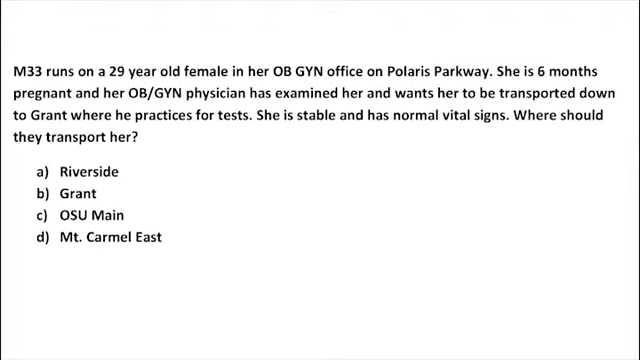 M33 runs on a 29 year old female in her OB GYN office on Polaris Parkway. She is 6 months
pregnant and her OB/GYN physician has examined her and wants her to be transported down
to Grant where he practices for tests. She is stable and has normal vital signs. Where should
they transport her?
a) Riverside
b) Grant
c) OSU Main
d) Mt. Carmel East